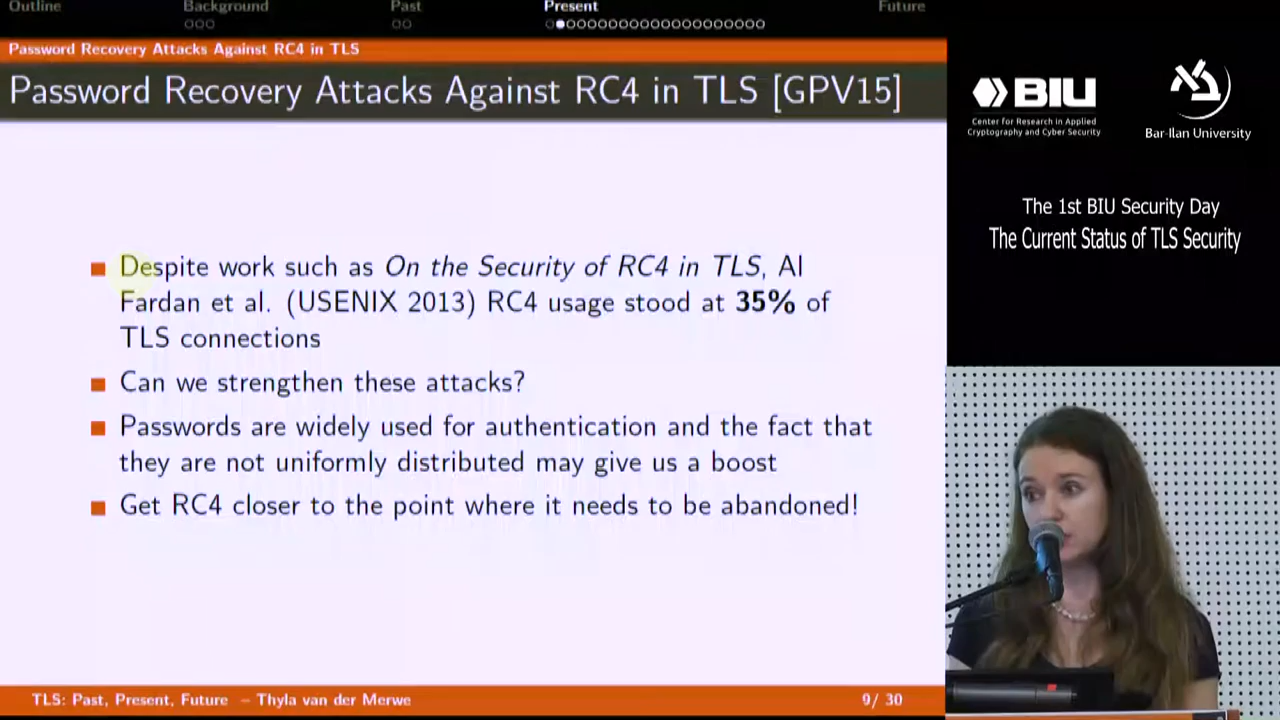 Outline
Background
Past
Present
Future
Password Recovery Attacks Against RC4 in TLS
Password Recovery Attacks Against RC4 in TLS [GPV15]
Despite work such as On the Security of RC4 in TLS, Al
Fardan et al. (USENIX 2013) RC4 usage stood at 35% of
TLS connections
Can we strengthen these attacks?
Passwords are widely used for authentication and the fact that
they are not uniformly distributed may give us a boost
Get RC4 closer to the point where it needs to be abandoned!
TLS: Past, Present, Future – Thyla van der Merwe
9/ 30
BIU
Center for Research in Applied
Cryptography and Cyber Security
Bar-Ilan University
The 1st BIU Security Day
The Current Status of TLS Security